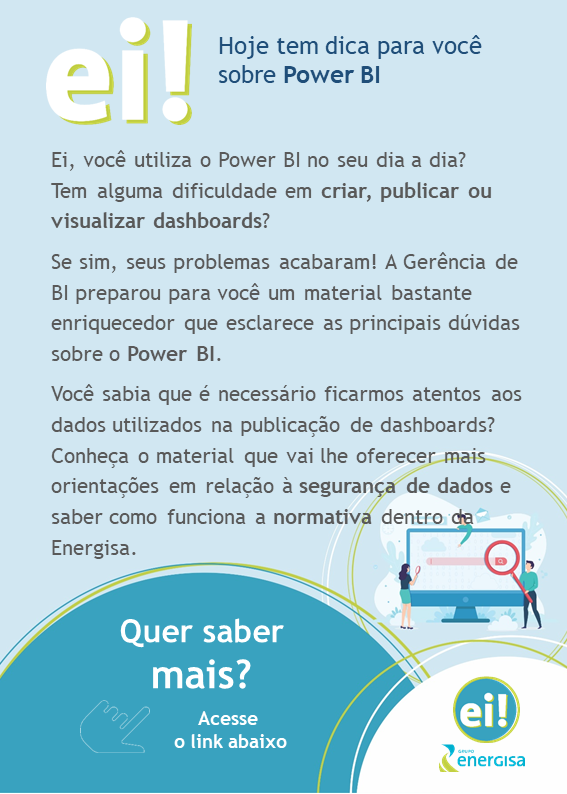 ei!
Hoje tem dica para você
sobre Power BI
Ei, você utiliza o Power BI no seu dia a dia?
Tem alguma dificuldade em criar, publicar ou
visualizar dashboards?
Se sim, seus problemas acabaram! A Gerência de
BI preparou para você um material bastante
enriquecedor que esclarece as principais dúvidas
sobre o Power BI.
Você sabia que é necessário ficarmos atentos aos
dados utilizados na publicação de dashboards?
Conheça o material que vai lhe oferecer mais
orientações em relação à segurança de dados e
saber como funciona a normativa dentro da
Energisa.
Quer saber
mais?
Acesse
o link abaixo
ei!
GRUPO
energisa